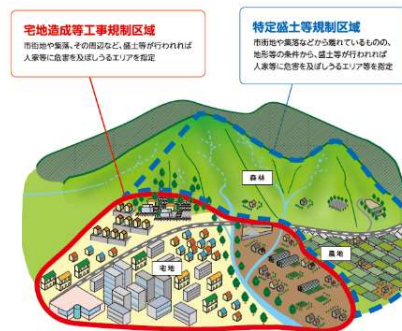 宅地造成等工事規制区域
市街地や集落、その周辺など、盛土等が行われれば
人家等に危害を及ぼしうるエリアを指定
特定盛土等規制区域
市街地や集落などから離れているものの、
地形等の条件から、盛土等が行われれば
人家等に危害を及ぼしうるエリア等を指定
森林
農地
宅地